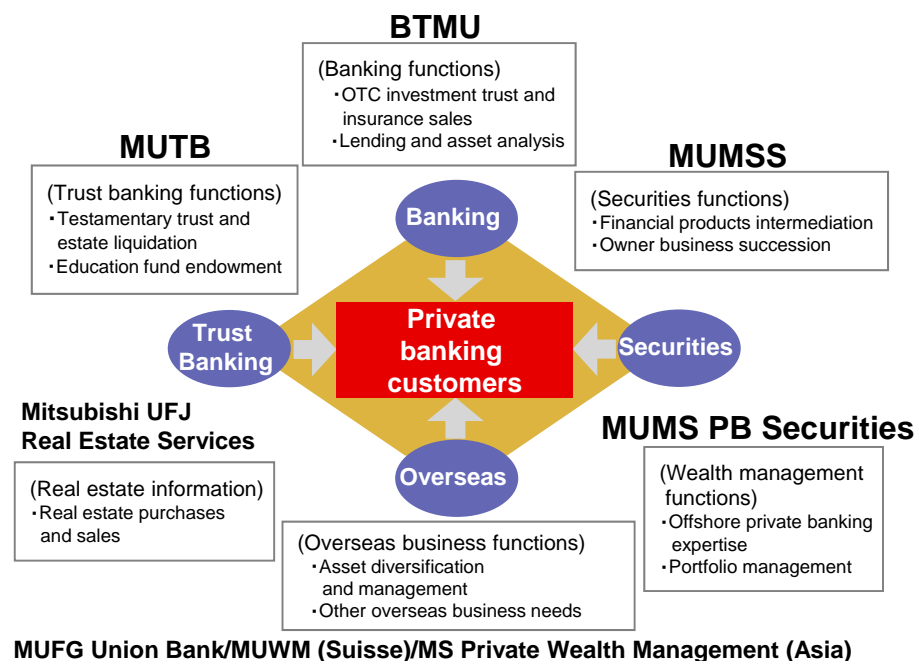 BTMU
(Banking functions)
・OTC investment trust and
insurance sales
・Lending and asset analysis
MUTB
(Trust banking functions)
・Testamentary trust and
estate liquidation
・Education fund endowment
MUMSS
(Securities functions)
・Financial products intermediation
・Owner business succession
Banking
Trust
Banking
Private
banking
customers
Securities
Overseas
Mitsubishi UFJ
Real Estate Services
(Real estate information)
・Real estate purchases
and sales
MUMS PB Securities
(Wealth management
functions)
・Offshore private banking
expertise
・Portfolio management
(Overseas business functions)
・Asset diversification
and management
・Other overseas business needs
MUFG Union Bank/MUWM (Suisse)/MS Private Wealth Management (Asia)